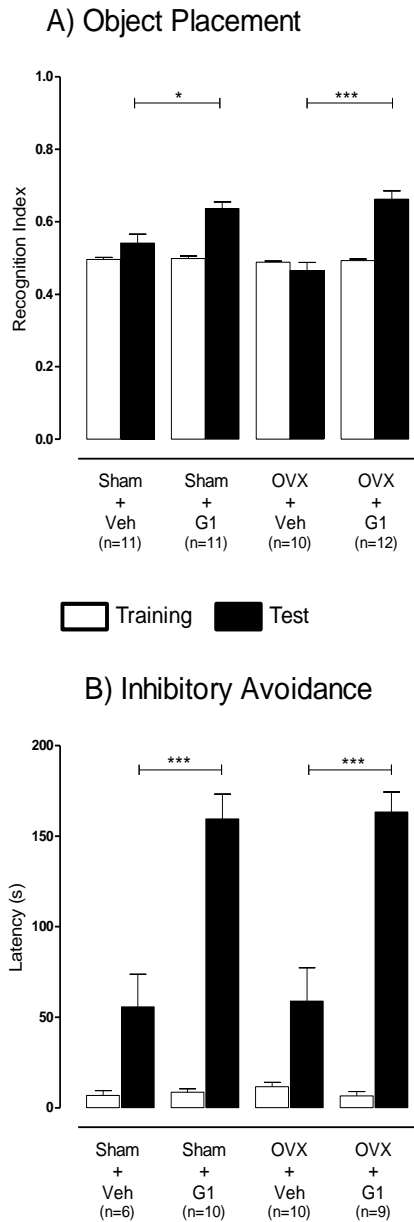 A) Object Placement
1.0
0.8
0.6
0.4
0.2
0.0
Recognition Index
* ***
Sham Sham OVX OVX
+ + + +
Veh G1 Veh G1
(n=11) (n=11) (n=10) (n=12)
Training Test
B) Inhibitory Avoidance
200
150
100
50
0
Latency (s)
*** ***
Sham Sham OVX OVX
+ + + +
Veh G1 Veh G1
(n=6) (n=10) (n=10) (n=9)